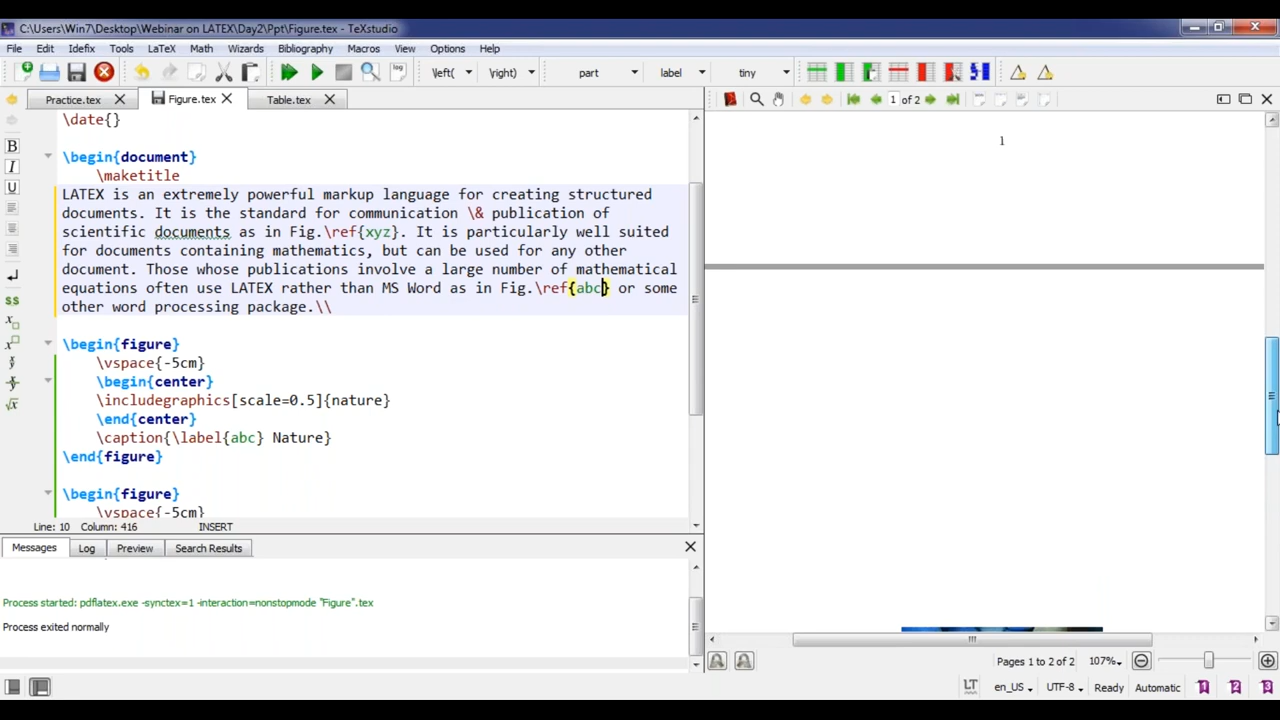 C:\Users\Win7\Desktop\Webinar on LATEX\Day2\Ppt\Figure.tex - TeXstudio
File Edit Idefix Tools LaTeX Math Wizards Bibliography Macros View Options Help
log \left( \right) part label tiny
Practice.tex Figure.tex Table.tex 1 of 2
\date{}
\begin{document}
\maketitle
LATEX is an extremely powerful markup language for creating structured
documents. It is the standard for communication \& publication of
scientific documents as in Fig.\ref{xyz}. It is particularly well suited
for documents containing mathematics, but can be used for any other
document. Those whose publications involve a large number of mathematical
equations often use LATEX rather than MS Word as in Fig.\ref{abc} or some
other word processing package.\\
\begin{figure}
\vspace{-5cm}
\begin{center}
\includegraphics[scale=0.5]{nature}
\end{center}
\caption{\label{abc} Nature}
\end{figure}
\begin{figure}
\vspace{-5cm}
1
Line: 10 Column: 416 INSERT
Messages Log Preview Search Results
Process started: pdflatex.exe -synctex=1 -interaction=nonstopmode "Figure".tex
Process exited normally
Pages 1 to 2 of 2 107%
LT en_US UTF-8 Ready Automatic 1 2 3